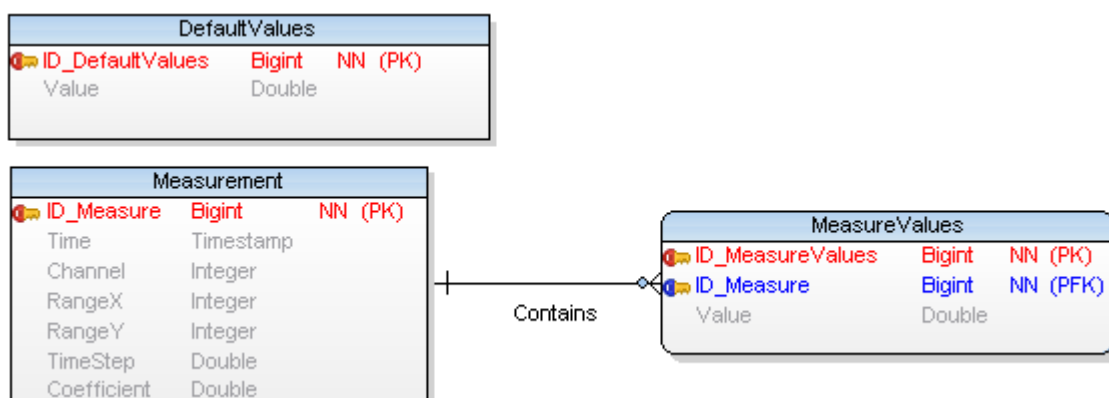 DefaultValues
ID_DefaultValues Bigint NN (PK)
Value Double
Measurement
ID_Measure Bigint NN (PK)
Time Timestamp
Channel Integer
RangeX Integer
RangeY Integer
TimeStep Double
Coefficient Double
Contains
MeasureValues
ID_MeasureValues Bigint NN (PK)
ID_Measure Bigint NN (PFK)
Value Double